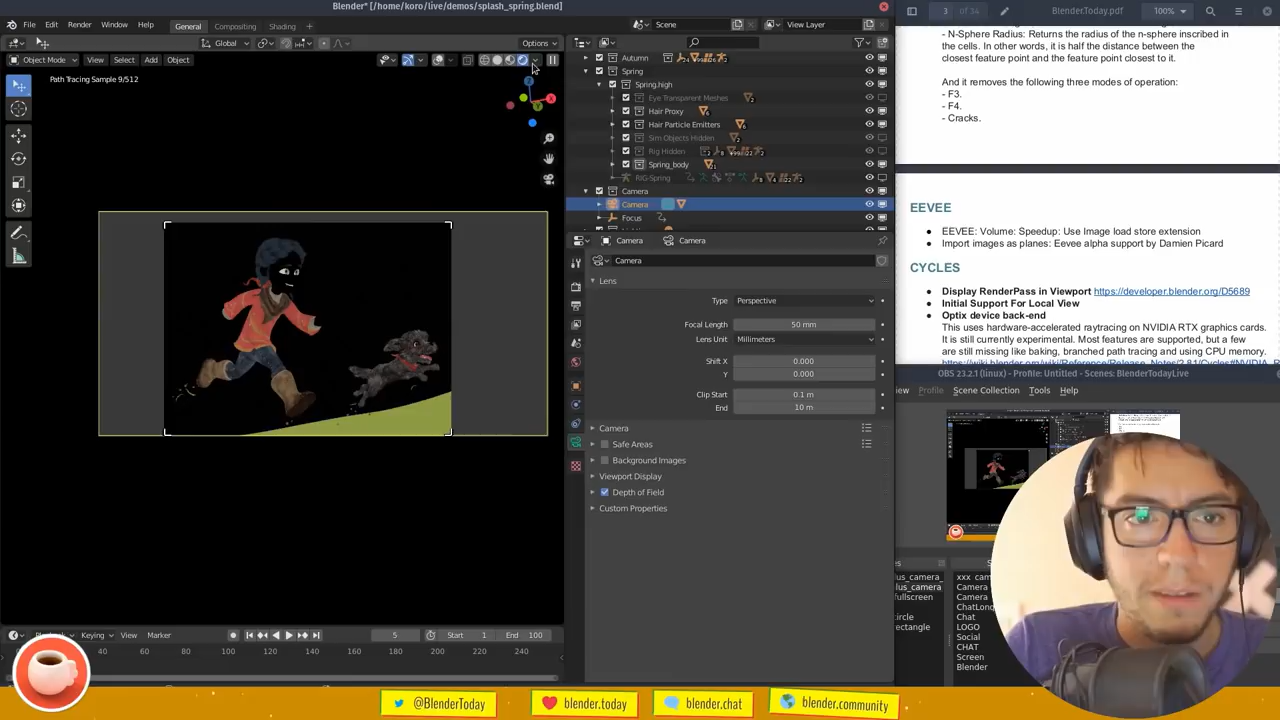 Blender* [/home/koro/live/demos/splash_spring.blend]
File Edit Render Window Help General Compositing Shading
Scene View Layer
Global Options
Object Mode View Select Add Object
Path Tracing Sample 9/512
Autumn
Spring
Spring.high
Eye Transparent Meshes
Hair Proxy
Hair Particle Emitters
Sim Objects Hidden
Rig Hidden
Spring_body
RIG-Spring
Camera
Camera
Focus
Camera Camera
Camera
Lens
Type Perspective
Focal Length 50 mm
Lens Unit Millimeters
Shift X 0.000
Y 0.000
Clip Start 0.1 m
End 10 m
Camera
Safe Areas
Background Images
Viewport Display
Depth of Field
Custom Properties
Playback Keying View Marker 5 Start 1 End 100
40 60 80 100 120 140 160 180 200 220 240
3 of 34 BlenderToday.pdf 100%
- N-Sphere Radius: Returns the radius of the n-sphere inscribed
in the cells. In other words, it is half the distance between the
closest feature point and the feature point closest to it.
And it removes the following three modes of operation:
- F3.
- F4.
- Cracks.
EEVEE
● EEVEE: Volume: Speedup: Use Image load store extension
● Import images as planes: Eevee alpha support by Damien Picard
CYCLES
● Display RenderPass in Viewport https://developer.blender.org/D5689
● Initial Support For Local View
● Optix device back-end
This uses hardware-accelerated raytracing on NVIDIA RTX graphics cards.
It is still currently experimental. Most features are supported, but a few
are still missing like baking, branched path tracing and using CPU memory.
OBS 23.2.1 (linux) - Profile: Untitled - Scenes: BlenderTodayLive
iew Profile Scene Collection Tools Help
lus_camera_
lus_camera
fullscreen
circle
rectangle
xxx cam
Camera
Camera
ChatLong
Chat
LOGO
Social
CHAT
Screen
Blender
@BlenderToday blender.today blender.chat blender.community